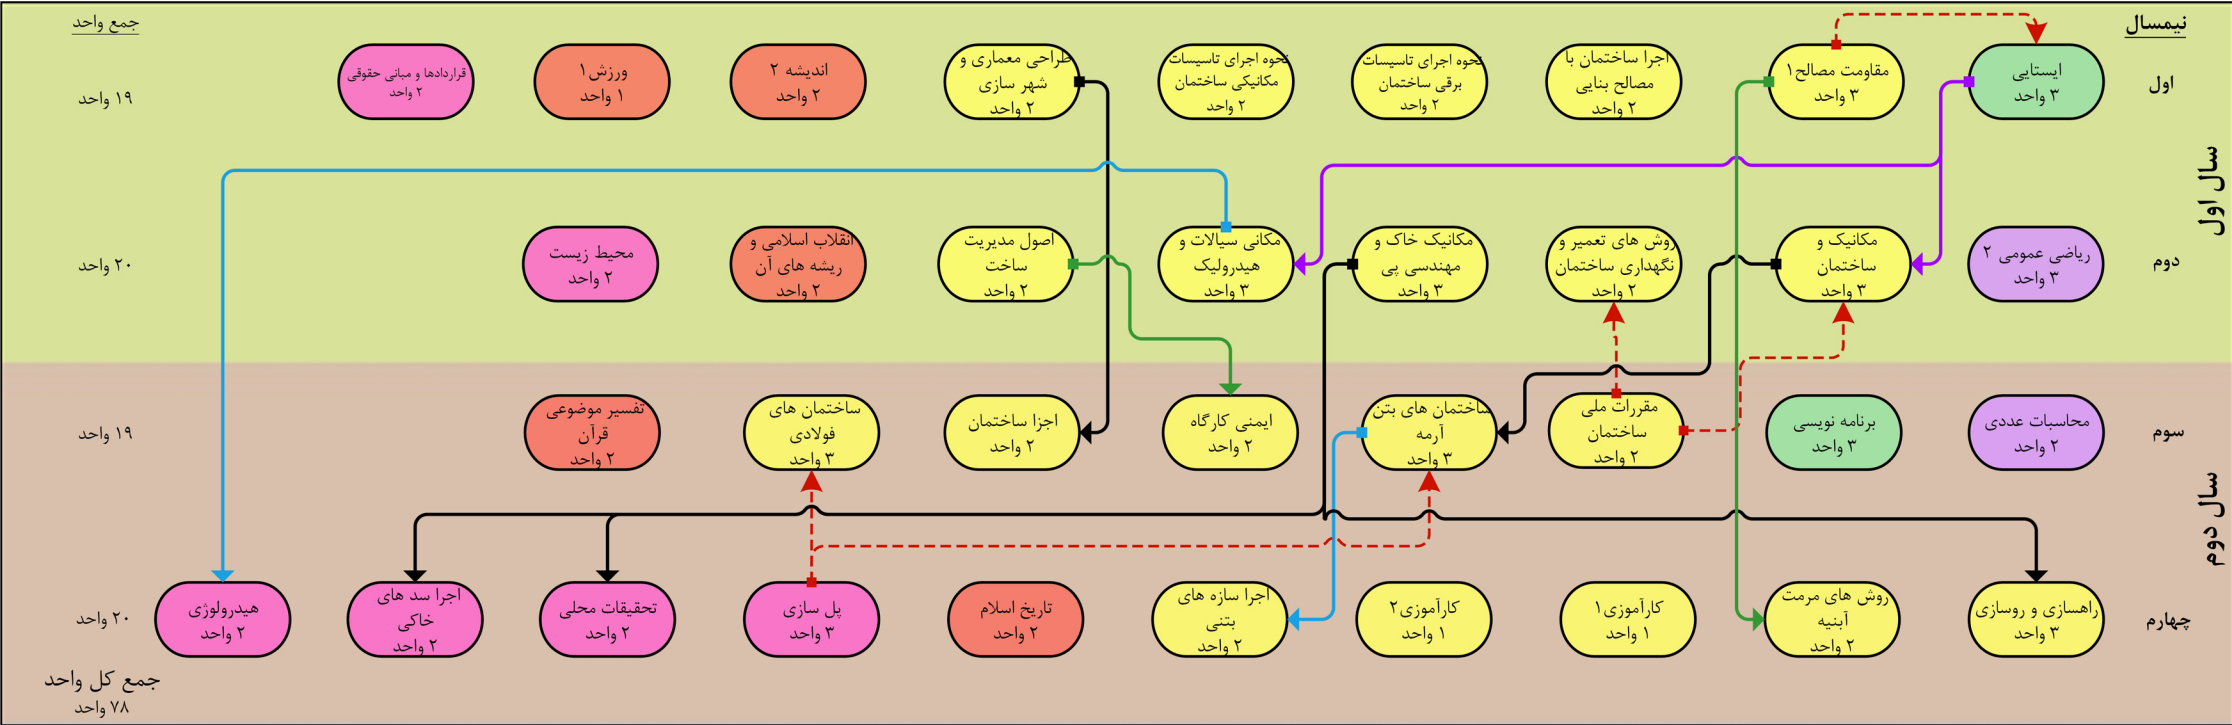 نیمسال
جمع واحد
سال اول
اول
ایستایی
۳ واحد
مقاومت مصالح۱
۳ واحد
اجرا ساختمان با
مصالح بنایی
۲ واحد
نحوه اجرای تاسیسات
برقی ساختمان
۲ واحد
نحوه اجرای تاسیسات
مکانیکی ساختمان
۲ واحد
طراحی معماری و
شهر سازی
۲ واحد
اندیشه ۲
۲ واحد
ورزش۱
۱ واحد
قراردادها و مبانی حقوقی
۲ واحد
۱۹ واحد
دوم
ریاضی عمومی ۲
۳ واحد
مکانیک و
ساختمان
۳ واحد
روش های تعمیر و
نگهداری ساختمان
۲ واحد
مکانیک خاک و
مهندسی پی
۳ واحد
مکانی سیالات و
هیدرولیک
۳ واحد
اصول مدیریت
ساخت
۲ واحد
انقلاب اسلامی و
ریشه های آن
۲ واحد
محیط زیست
۲ واحد
۲۰ واحد
سال دوم
سوم
محاسبات عددی
۲ واحد
برنامه نویسی
۳ واحد
مقررات ملی
ساختمان
۲ واحد
ساختمان های بتن
آرمه
۳ واحد
ایمنی کارگاه
۲ واحد
اجزا ساختمان
۲ واحد
ساختمان های
فولادی
۳ واحد
تفسیر موضوعی
قرآن
۲ واحد
۱۹ واحد
چهارم
راهسازی و روسازی
۳ واحد
روش های مرمت
آبنیه
۲ واحد
کارآموزی۱
۱ واحد
کارآموزی۲
۱ واحد
اجرا سازه های
بتنی
۲ واحد
تاریخ اسلام
۲ واحد
پل سازی
۳ واحد
تحقیقات محلی
۲ واحد
اجرا سد های
خاکی
۲ واحد
هیدرولوژی
۲ واحد
۲۰ واحد
جمع کل واحد
۷۸ واحد